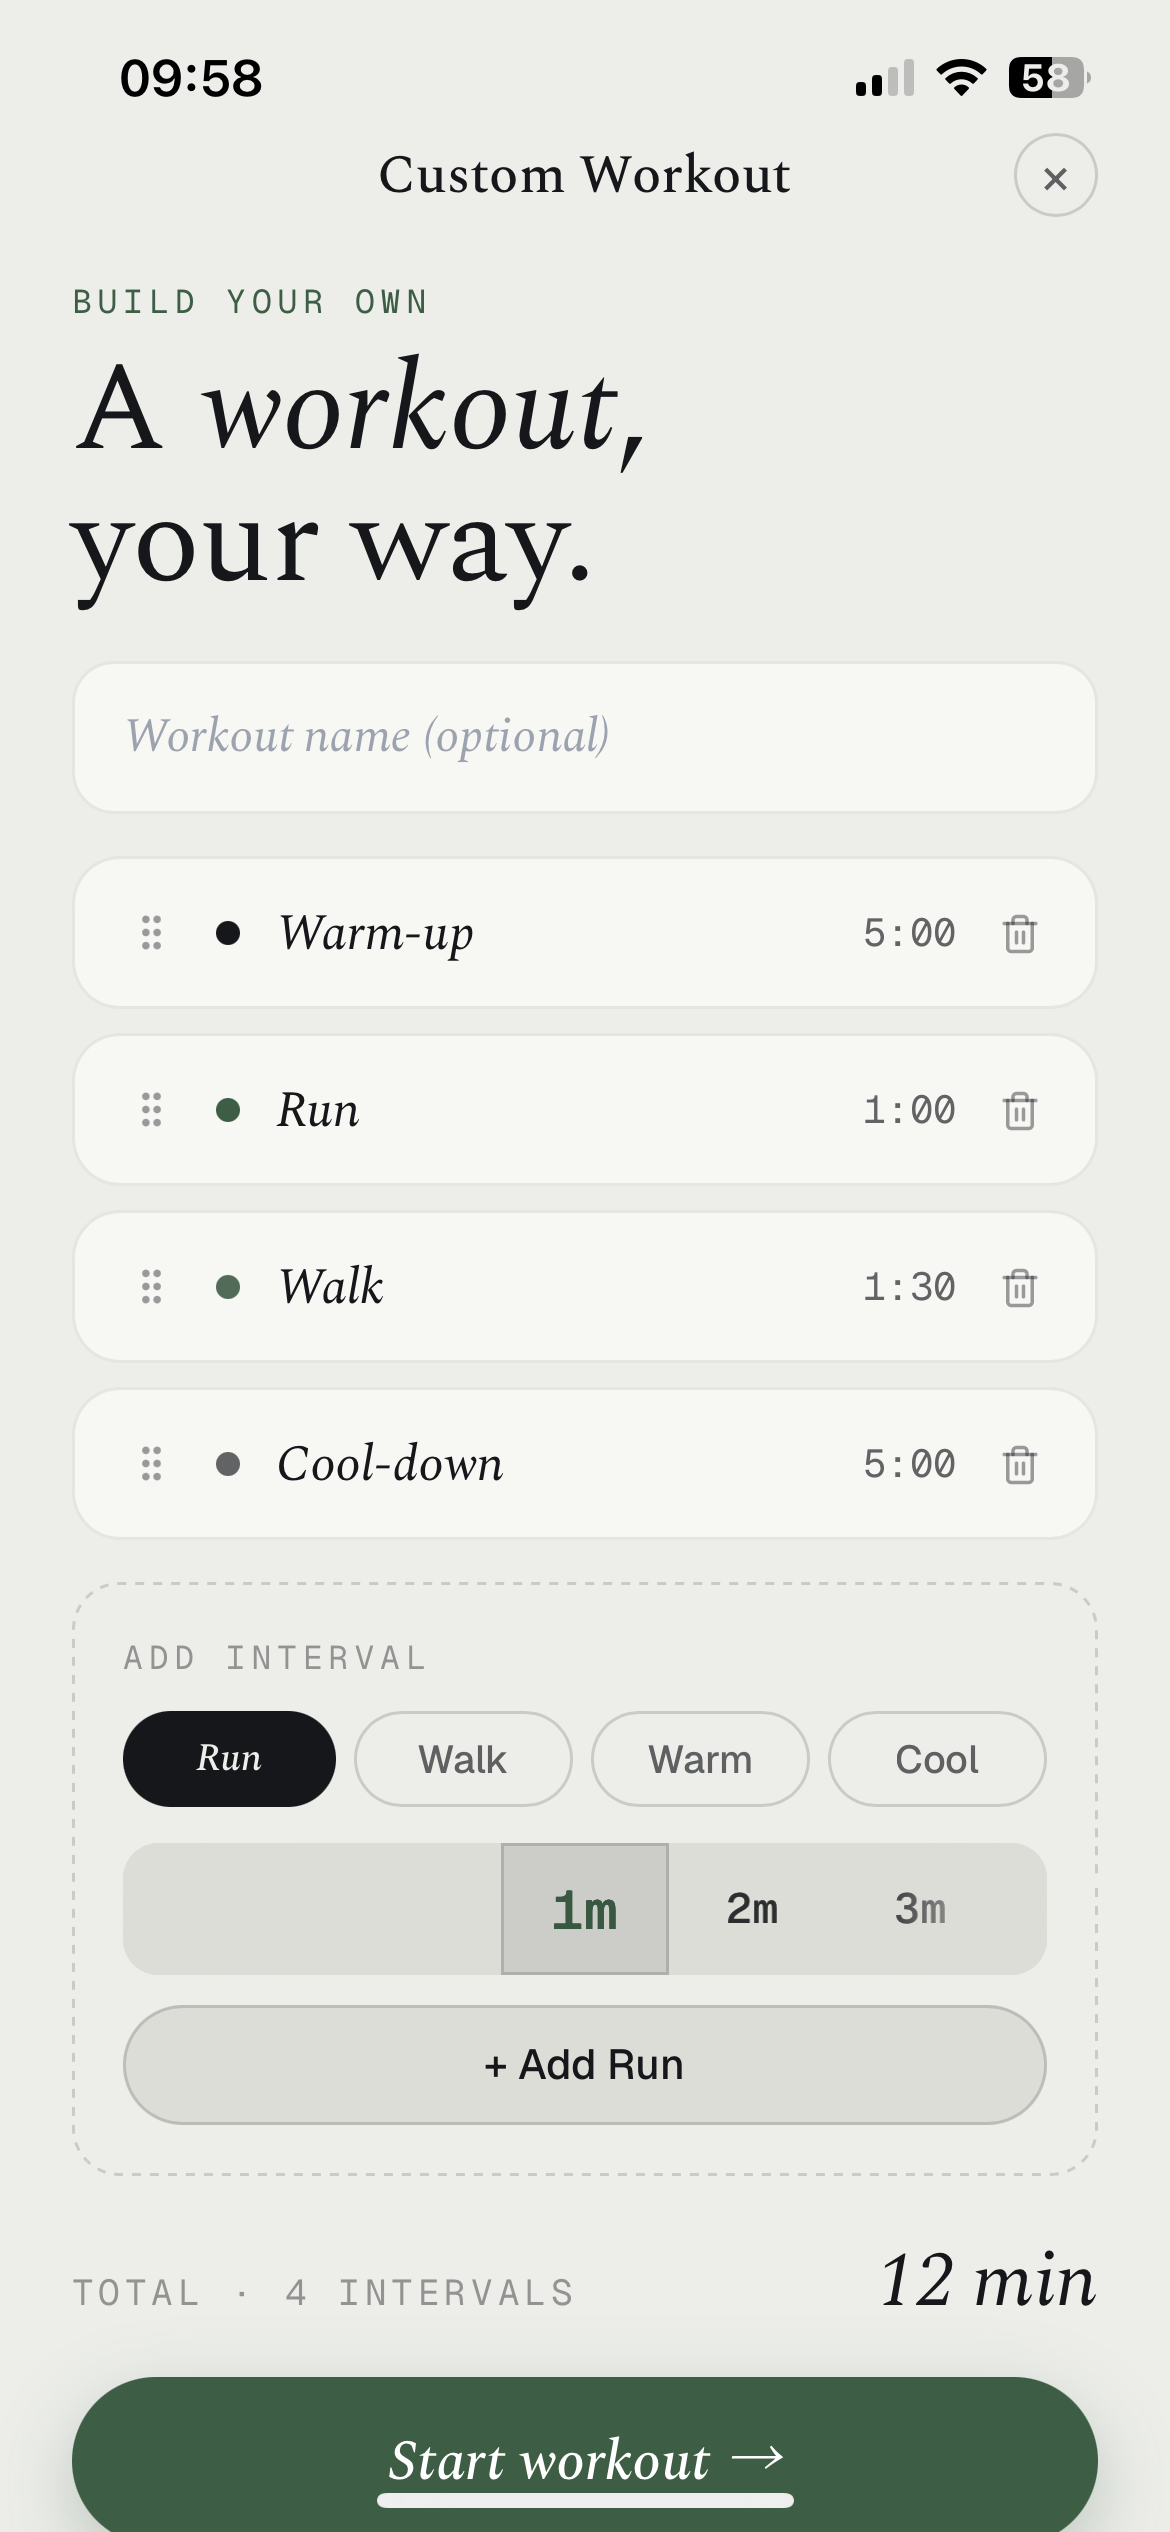 09:58
58
Custom Workout
BUILD YOUR OWN
A workout,
your way.
Workout name (optional)
Warm-up 5:00
Run 1:00
Walk 1:30
Cool-down 5:00
ADD INTERVAL
Run Walk Warm Cool
1m 2m 3m
+ Add Run
TOTAL · 4 INTERVALS 12 min
Start workout →